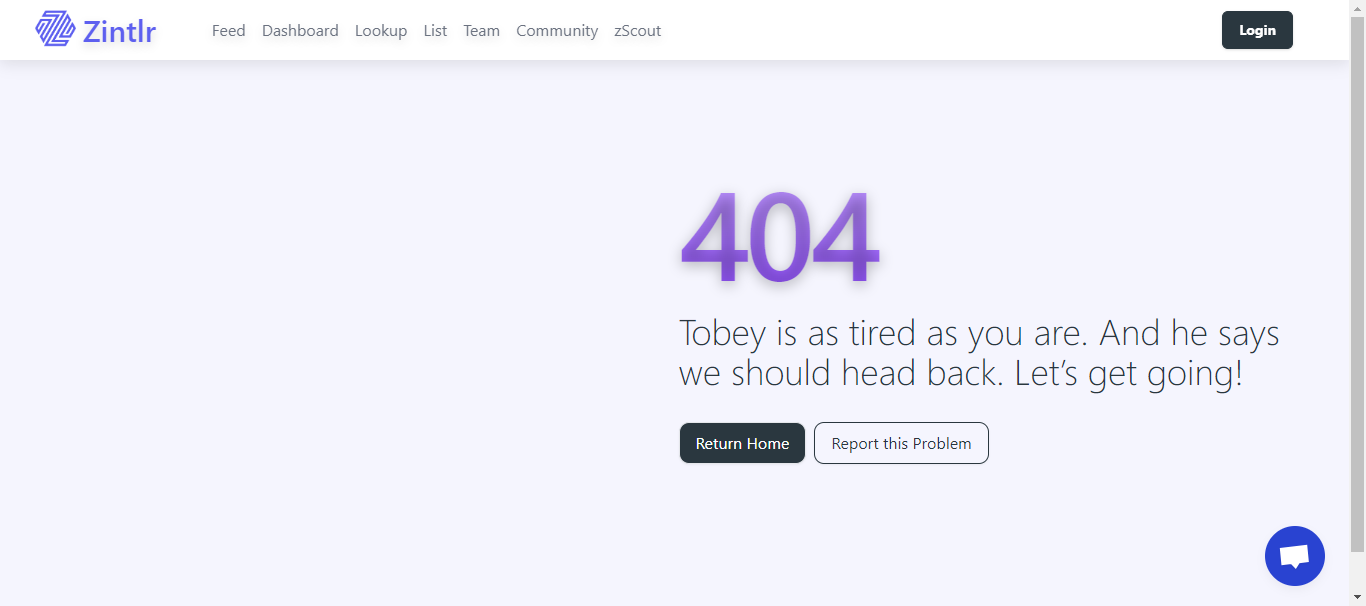 Zintlr Feed Dashboard Lookup List Team Community zScout Login
404
Tobey is as tired as you are. And he says
we should head back. Let’s get going!
Return Home Report this Problem